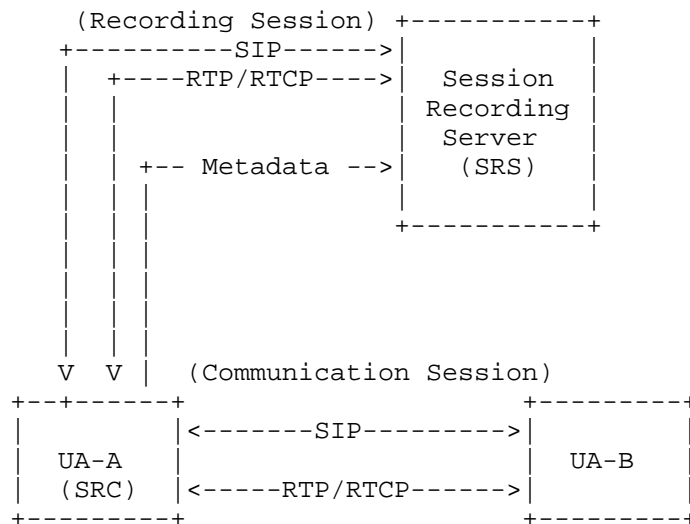 (Recording Session)
SIP
RTP/RTCP
Session
Recording
Server
Metadata
(SRS)
V V
(Communication Session)
SIP
UA-A
UA-B
(SRC)
RTP/RTCP